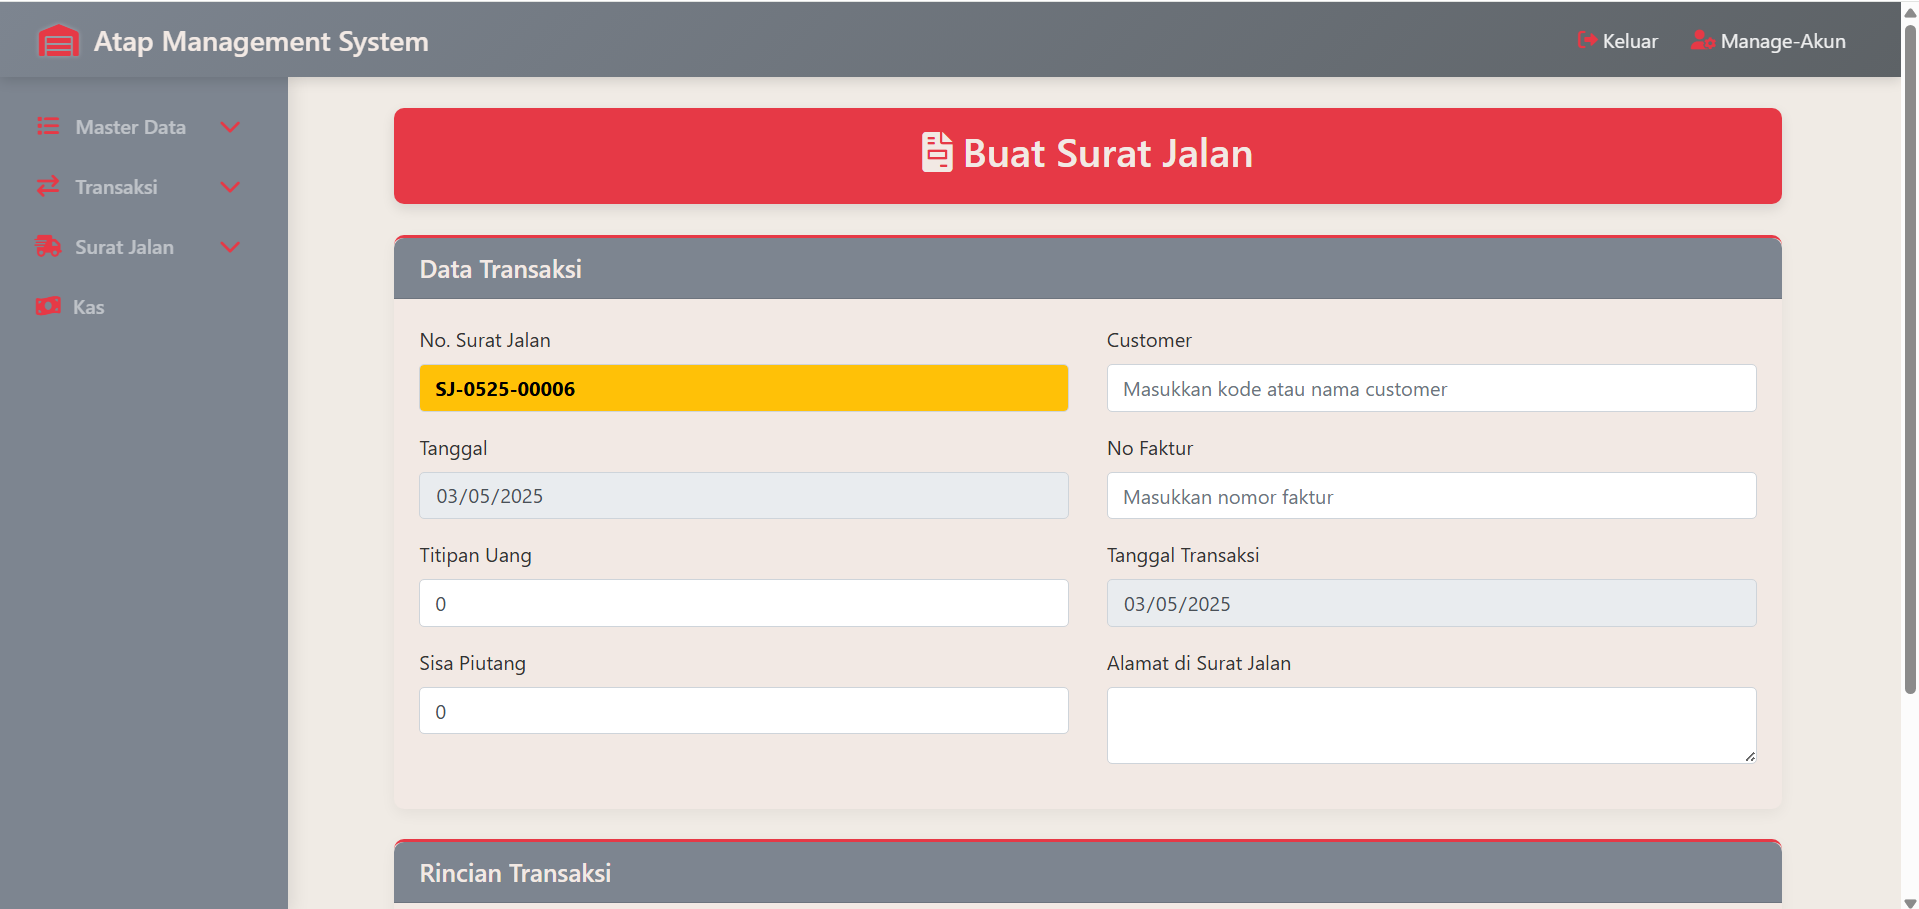 Atap Management System
Keluar
Manage-Akun
Master Data
Transaksi
Surat Jalan
Kas
Buat Surat Jalan
Data Transaksi
No. Surat Jalan
SJ-0525-00006
Tanggal
03/05/2025
Titipan Uang
0
Sisa Piutang
0
Customer
Masukkan kode atau nama customer
No Faktur
Masukkan nomor faktur
Tanggal Transaksi
03/05/2025
Alamat di Surat Jalan
Rincian Transaksi